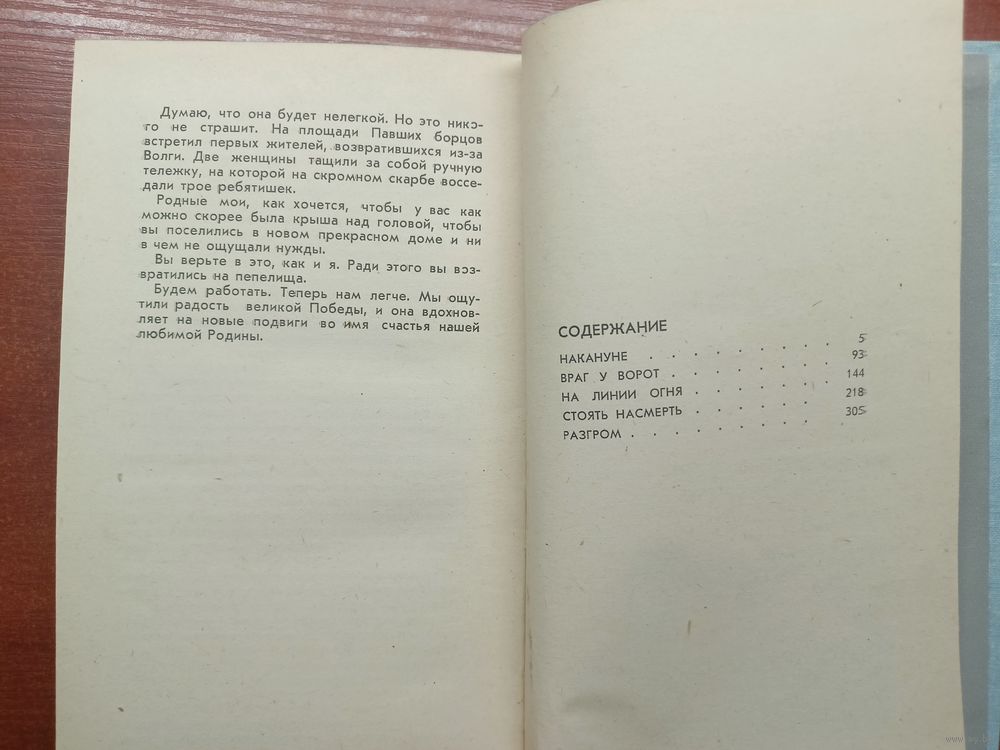 Думаю, что она будет нелегкой. Но это нико-
го не страшит. На площади Павших борцов
встретил первых жителей, возвратившихся из-за
Волги. Две женщины тащили за собой ручную
тележку, на которой на скромном скарбе воссе-
дали трое ребятишек.
Родные мои, как хочется, чтобы у вас как
можно скорее была крыша над головой, чтобы
вы поселились в новом прекрасном доме и ни
в чем не ощущали нужды.
Вы верьте в это, как и я. Ради этого вы воз-
вратились на пепелища.
Будем работать. Теперь нам легче. Мы ощу-
тили радость великой Победы, и она вдохнов-
ляет на новые подвиги во имя счастья нашей
любимой Родины.
СОДЕРЖАНИЕ
НАКАНУНЕ . . . . . . . . . 5
ВРАГ У ВОРОТ . . . . . . . . 93
НА ЛИНИИ ОГНЯ . . . . . . . 144
СТОЯТЬ НАСМЕРТЬ . . . . . . 218
РАЗГРОМ . . . . . . . . . 305